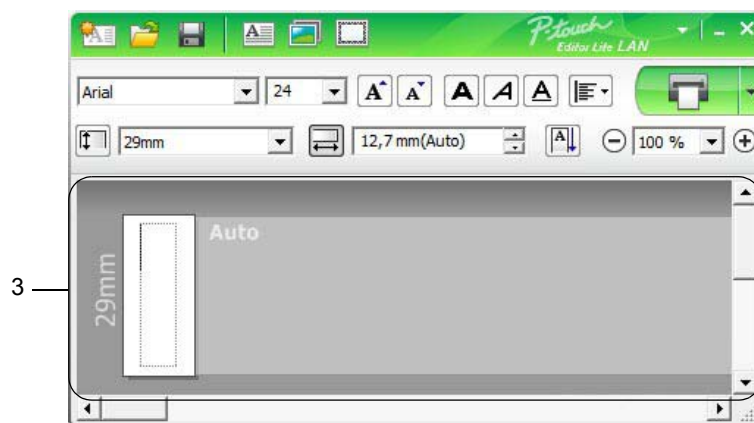 P-touch
Editor Lite LAN
Arial 24 A A A A A
29mm 12,7 mm(Auto) A 100 %
Auto
29mm
3